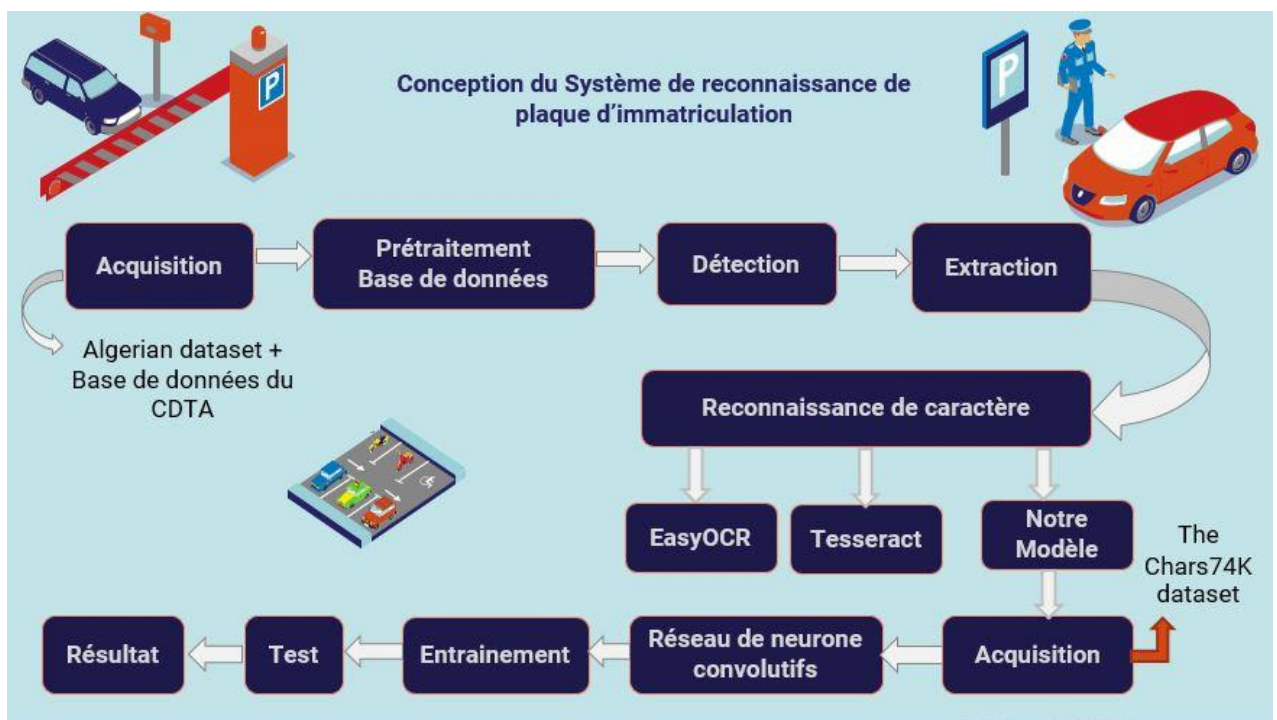 Conception du Système de reconnaissance de
plaque d'immatriculation
P
P
Acquisition
Prétraitement
Base de données
Détection
Extraction
Algerian dataset +
Base de données du
CDTA
Reconnaissance de caractère
EasyOCR
Tesseract
Notre
Modèle
The
Chars74K
dataset
Résultat
Test
Entrainement
Réseau de neurone
convolutifs
Acquisition